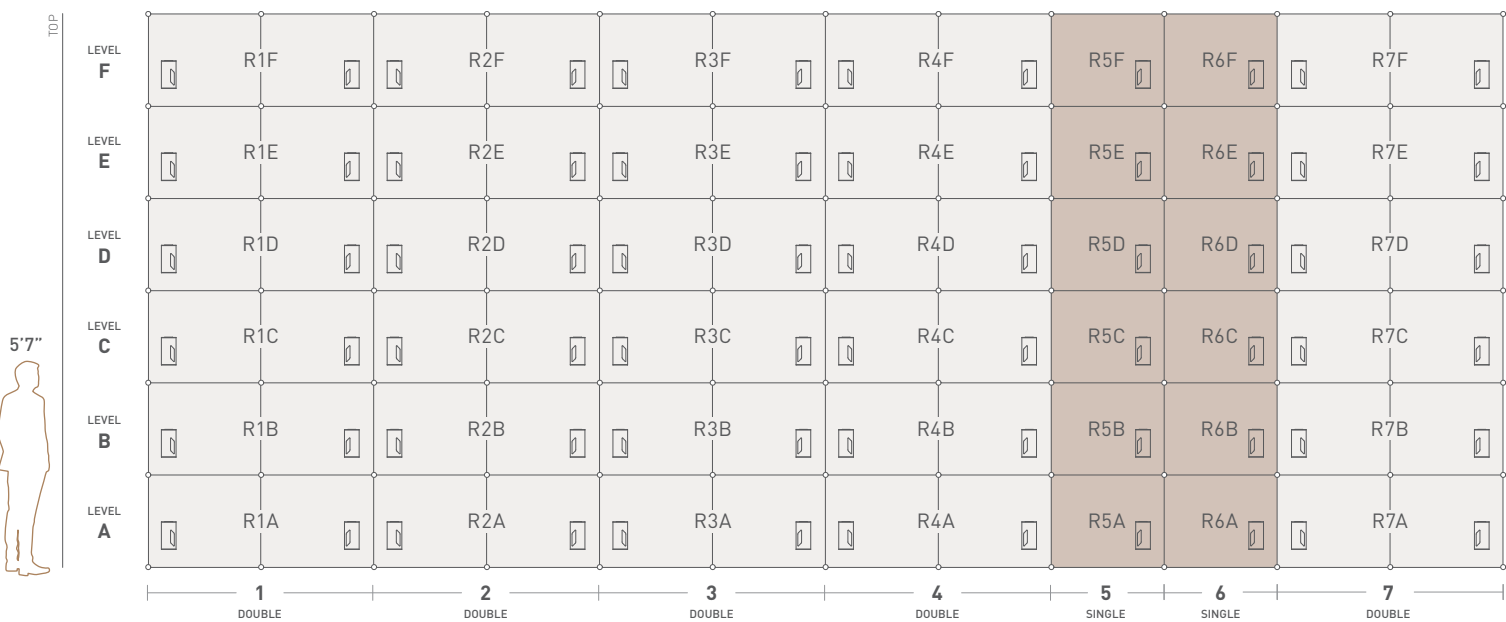 TOP
LEVEL
F
R1F R2F R3F R4F R5F R6F R7F
LEVEL
E
R1E R2E R3E R4E R5E R6E R7E
LEVEL
D
R1D R2D R3D R4D R5D R6D R7D
LEVEL
C
R1C R2C R3C R4C R5C R6C R7C
5'7”
LEVEL
B
R1B R2B R3B R4B R5B R6B R7B
LEVEL
A
R1A R2A R3A R4A R5A R6A R7A
1 2 3 4 5 6 7
DOUBLE DOUBLE DOUBLE DOUBLE SINGLE SINGLE DOUBLE